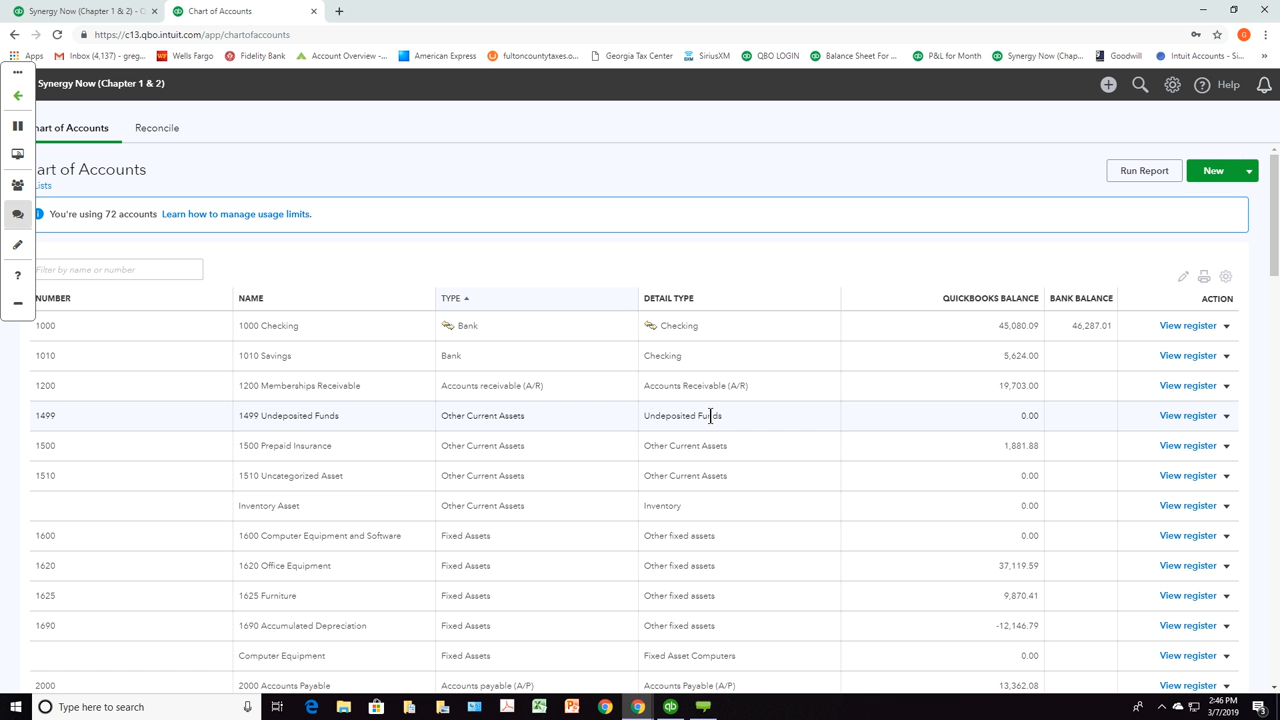 Synergy Now (Chapter 1 & 2) - C
Chart of Accounts
https://c13.qbo.intuit.com/app/chartofaccounts
Apps Inbox (4,137) - greg... Wells Fargo Fidelity Bank Account Overview -... American Express fultoncountytaxes.o... Georgia Tax Center SiriusXM QBO LOGIN Balance Sheet For ... P&L for Month Synergy Now (Chap... Goodwill Intuit Accounts - Si...
Synergy Now (Chapter 1 & 2)
Help
hart of Accounts Reconcile
art of Accounts
Lists
Run Report New
You're using 72 accounts Learn how to manage usage limits.
Filter by name or number
NUMBER NAME TYPE DETAIL TYPE QUICKBOOKS BALANCE BANK BALANCE ACTION
1000 1000 Checking Bank Checking 45,080.09 46,287.01 View register
1010 1010 Savings Bank Checking 5,624.00 View register
1200 1200 Memberships Receivable Accounts receivable (A/R) Accounts Receivable (A/R) 19,703.00 View register
1499 1499 Undeposited Funds Other Current Assets Undeposited Funds 0.00 View register
1500 1500 Prepaid Insurance Other Current Assets Other Current Assets 1,881.88 View register
1510 1510 Uncategorized Asset Other Current Assets Other Current Assets 0.00 View register
Inventory Asset Other Current Assets Inventory 0.00 View register
1600 1600 Computer Equipment and Software Fixed Assets Other fixed assets 0.00 View register
1620 1620 Office Equipment Fixed Assets Other fixed assets 37,119.59 View register
1625 1625 Furniture Fixed Assets Other fixed assets 9,870.41 View register
1690 1690 Accumulated Depreciation Fixed Assets Other fixed assets -12,146.79 View register
Computer Equipment Fixed Assets Fixed Asset Computers 0.00 View register
2000 2000 Accounts Payable Accounts payable (A/P) Accounts Payable (A/P) 13,362.08 View register
Type here to search
2:46 PM
3/7/2019